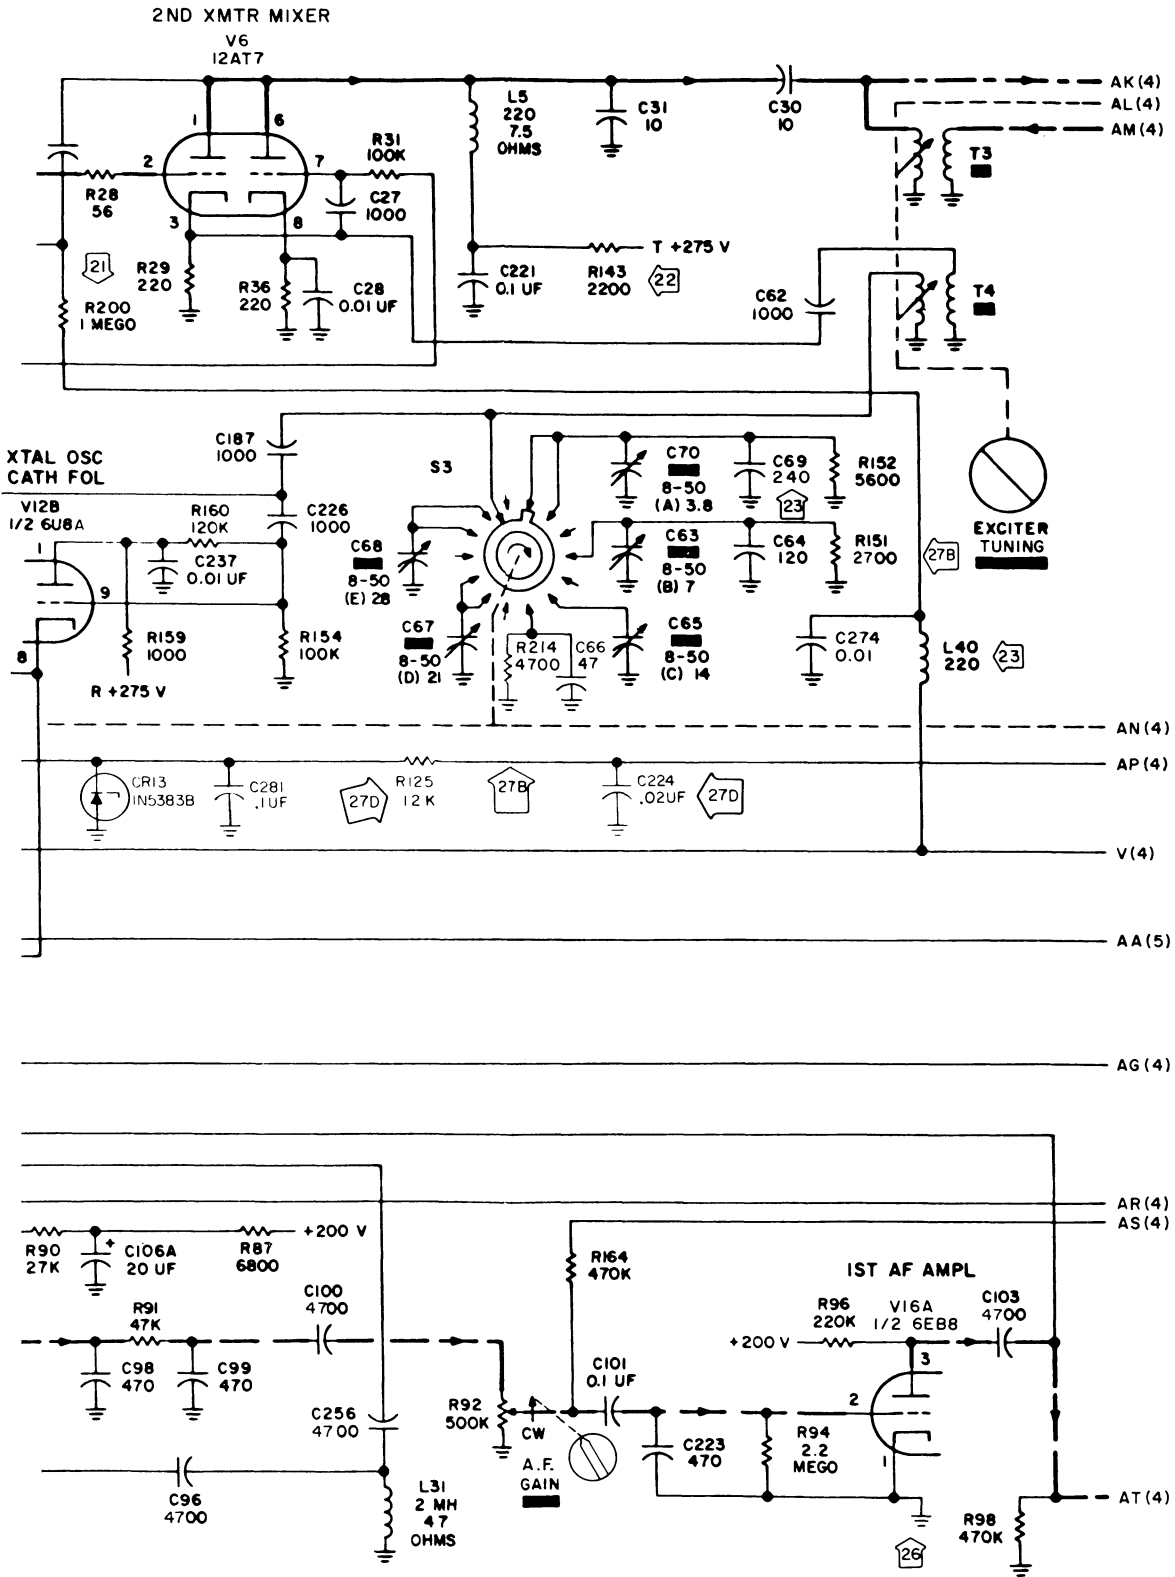 2ND XMTR MIXER
V6
12AT7
AK(4)
AL(4)
AM(4)
1
6
2
7
3
8
R28
56
R31
100K
C27
1000
L5
220
7.5
OHMS
C31
10
C30
10
T3
21
R29
220
R36
220
C28
0.01 UF
R200
1 MEGO
C221
0.1 UF
T +275 V
R143
2200
22
C62
1000
T4
XTAL OSC
CATH FOL
V12B
1/2 6U8A
C187
1000
R160
120K
C226
1000
C237
0.01 UF
1
9
8
R159
1000
R +275 V
R154
100K
S3
C68
8-50
(E) 28
C67
8-50
(D) 21
R214
4700
C66
47
C70
8-50
(A) 3.8
C69
240
23
R152
5600
C63
8-50
(B) 7
C64
120
R151
2700
C65
8-50
(C) 14
27B
EXCITER
TUNING
C274
0.01
L40
220
23
AN(4)
AP(4)
CR13
1N5383B
C281
.1UF
27D
R125
12 K
27B
C224
.02UF
27D
V(4)
AA(5)
AG(4)
AR(4)
AS(4)
R90
27K
+
C106A
20 UF
R87
6800
+200 V
R91
47K
C100
4700
C98
470
C99
470
R164
470K
R92
500K
CW
A.F.
GAIN
C101
0.1 UF
C223
470
R94
2.2
MEGO
1ST AF AMPL
V16A
1/2 6EB8
R96
220K
+200 V
C103
4700
3
2
1
26
R98
470K
AT(4)
C256
4700
C96
4700
L31
2 MH
47
OHMS